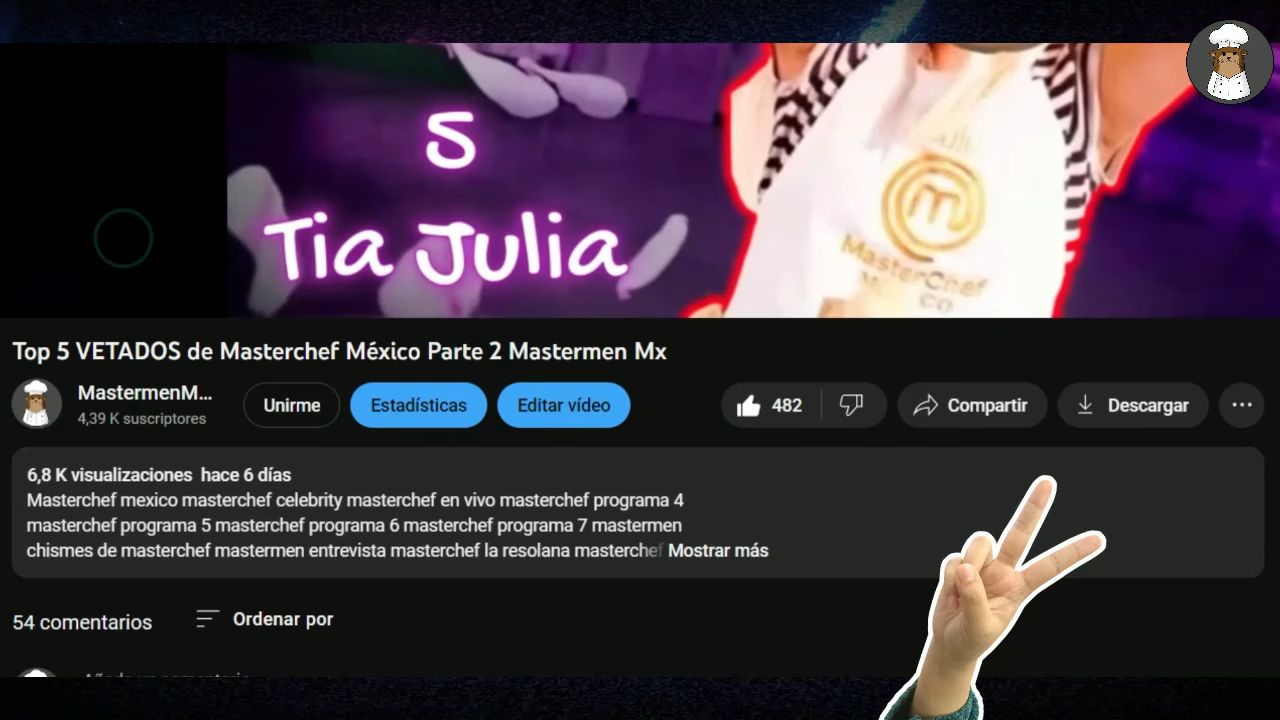 5
Tia Julia
MasterChef
Top 5 VETADOS de Masterchef México Parte 2 Mastermen Mx
MastermenM...
4,39 K suscriptores
Unirme
Estadísticas
Editar vídeo
482
Compartir
Descargar
6,8 K visualizaciones hace 6 días
Masterchef mexico masterchef celebrity masterchef en vivo masterchef programa 4
masterchef programa 5 masterchef programa 6 masterchef programa 7 mastermen
chismes de masterchef mastermen entrevista masterchef la resolana masterchef Mostrar más
54 comentarios
Ordenar por